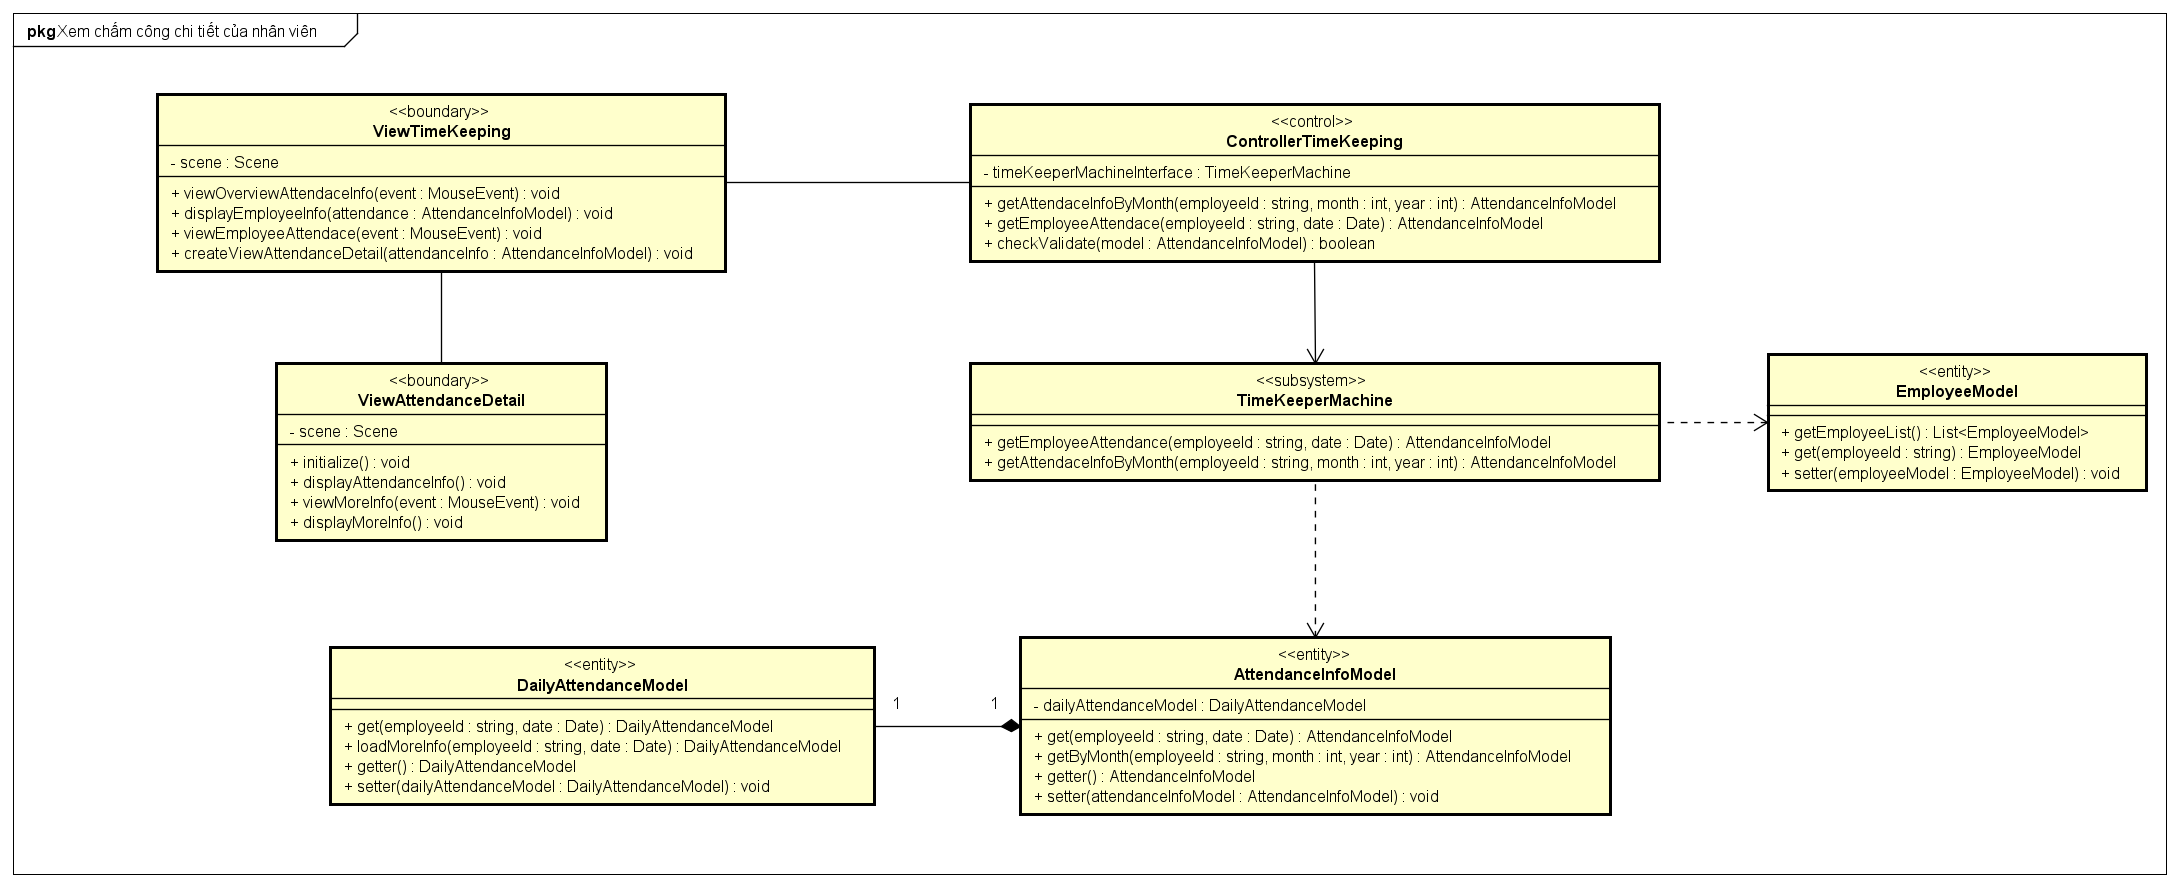 pkg Xem chấm công chi tiết của nhân viên
<<boundary>>
ViewTimeKeeping
- scene : Scene
+ viewOverviewAttendaceInfo(event : MouseEvent) : void
+ displayEmployeeInfo(attendance : AttendanceInfoModel) : void
+ viewEmployeeAttendace(event : MouseEvent) : void
+ createViewAttendanceDetail(attendanceInfo : AttendanceInfoModel) : void
<<control>>
ControllerTimeKeeping
- timeKeeperMachineInterface : TimeKeeperMachine
+ getAttendaceInfoByMonth(employeeId : string, month : int, year : int) : AttendanceInfoModel
+ getEmployeeAttendace(employeeId : string, date : Date) : AttendanceInfoModel
+ checkValidate(model : AttendanceInfoModel) : boolean
<<boundary>>
ViewAttendanceDetail
- scene : Scene
+ initialize() : void
+ displayAttendanceInfo() : void
+ viewMoreInfo(event : MouseEvent) : void
+ displayMoreInfo() : void
<<subsystem>>
TimeKeeperMachine
+ getEmployeeAttendance(employeeId : string, date : Date) : AttendanceInfoModel
+ getAttendaceInfoByMonth(employeeId : string, month : int, year : int) : AttendanceInfoModel
<<entity>>
EmployeeModel
+ getEmployeeList() : List<EmployeeModel>
+ get(employeeId : string) : EmployeeModel
+ setter(employeeModel : EmployeeModel) : void
<<entity>>
DailyAttendanceModel
+ get(employeeId : string, date : Date) : DailyAttendanceModel
+ loadMoreInfo(employeeId : string, date : Date) : DailyAttendanceModel
+ getter() : DailyAttendanceModel
+ setter(dailyAttendanceModel : DailyAttendanceModel) : void
1
1
<<entity>>
AttendanceInfoModel
- dailyAttendanceModel : DailyAttendanceModel
+ get(employeeId : string, date : Date) : AttendanceInfoModel
+ getByMonth(employeeId : string, month : int, year : int) : AttendanceInfoModel
+ getter() : AttendanceInfoModel
+ setter(attendanceInfoModel : AttendanceInfoModel) : void